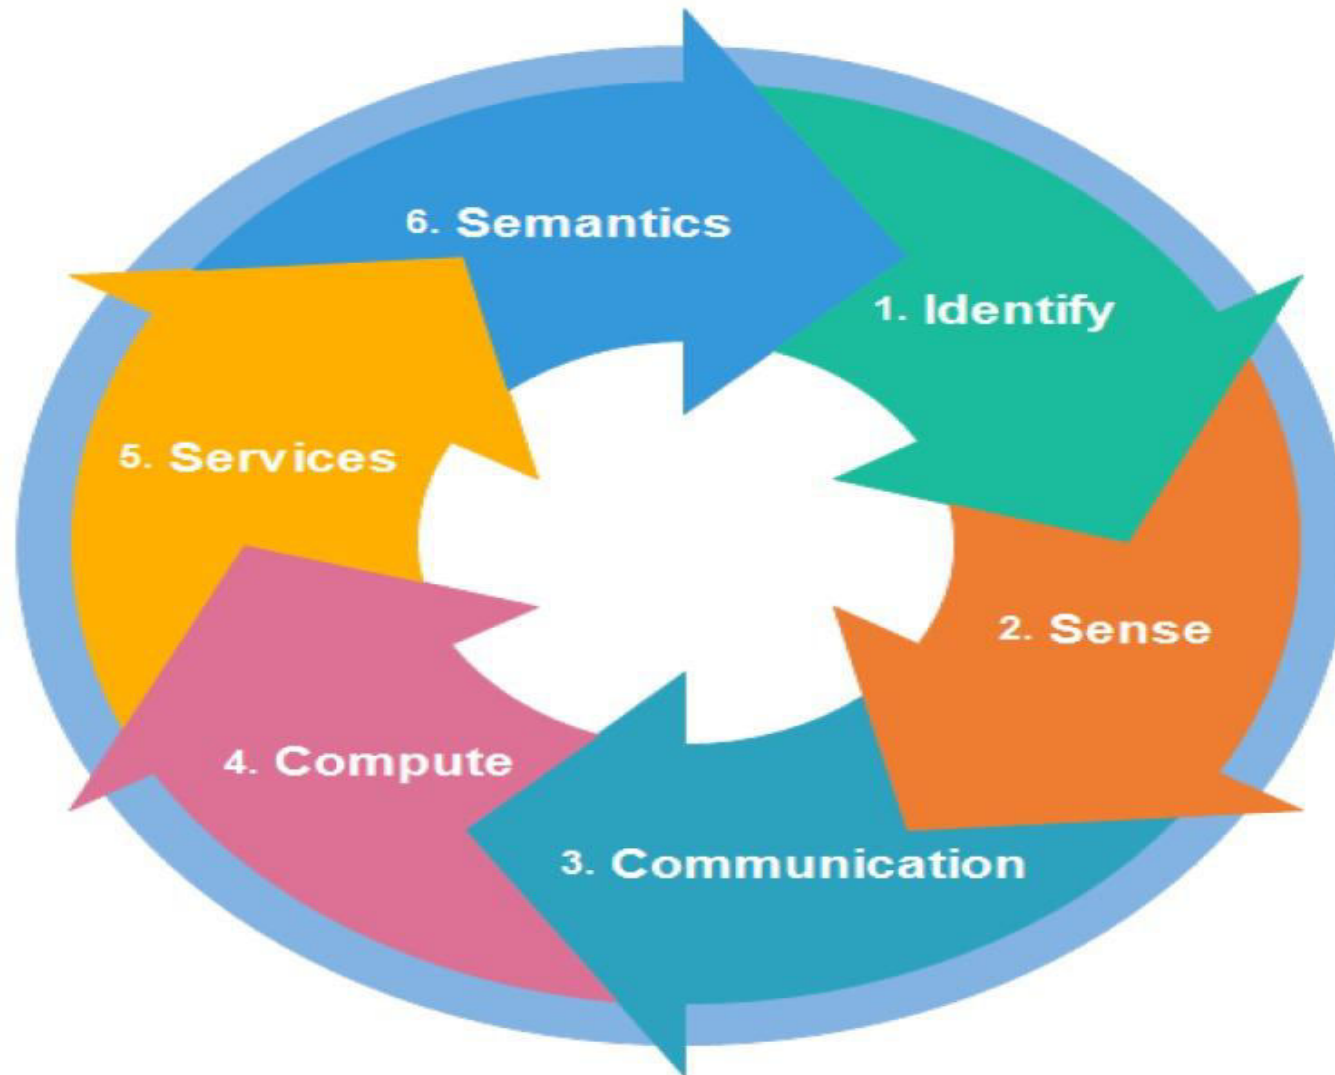 1. Identify
2. Sense
3. Communication
4. Compute
5. Services
6. Semantics